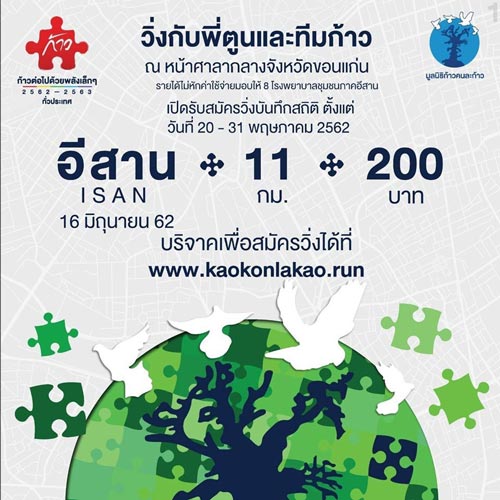 ก้าว
ก้าวต่อไปด้วยพลังเล็กๆ
๒๕๖๒ - ๒๕๖๓
ทั่วประเทศ
วิ่งกับพี่ตูนและทีมก้าว
ณ หน้าศาลากลางจังหวัดขอนแก่น
รายได้ไม่หักค่าใช้จ่ายมอบให้ 8 โรงพยาบาลชุมชนภาคอีสาน
เปิดรับสมัครวิ่งบันทึกสถิติ ตั้งแต่
วันที่ 20 - 31 พฤษภาคม 2562
มูลนิธิก้าวคนละก้าว
อีสาน 11 200
ISAN กม. บาท
16 มิถุนายน 62
บริจาคเพื่อสมัครวิ่งได้ที่
www.kaokonlakao.run